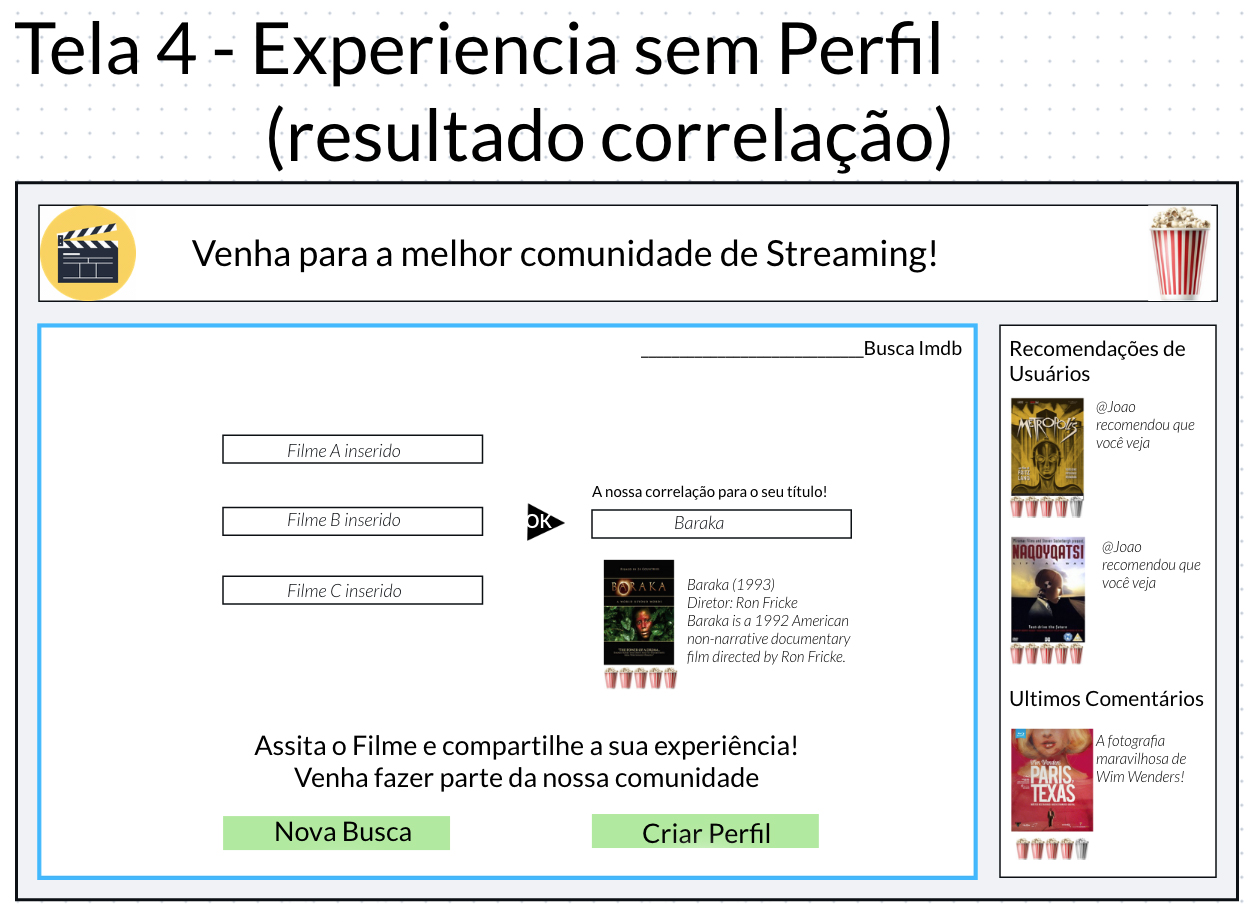 Tela 4 - Experiencia sem Perfil
(resultado correlação)
Venha para a melhor comunidade de Streaming!
__________________________Busca Imdb
Filme A inserido
Filme B inserido
Filme C inserido
OK
A nossa correlação para o seu título!
Baraka
BARAKA
Baraka (1993)
Diretor: Ron Fricke
Baraka is a 1992 American
non-narrative documentary
film directed by Ron Fricke.
Assita o Filme e compartilhe a sua experiência!
Venha fazer parte da nossa comunidade
Nova Busca
Criar Perfil
Recomendações de
Usuários
METROPOLIS
@Joao
recomendou que
você veja
NAQOYQATSI
@Joao
recomendou que
você veja
Ultimos Comentários
Wim Wenders
PARIS,
TEXAS
A fotografia
maravilhosa de
Wim Wenders!